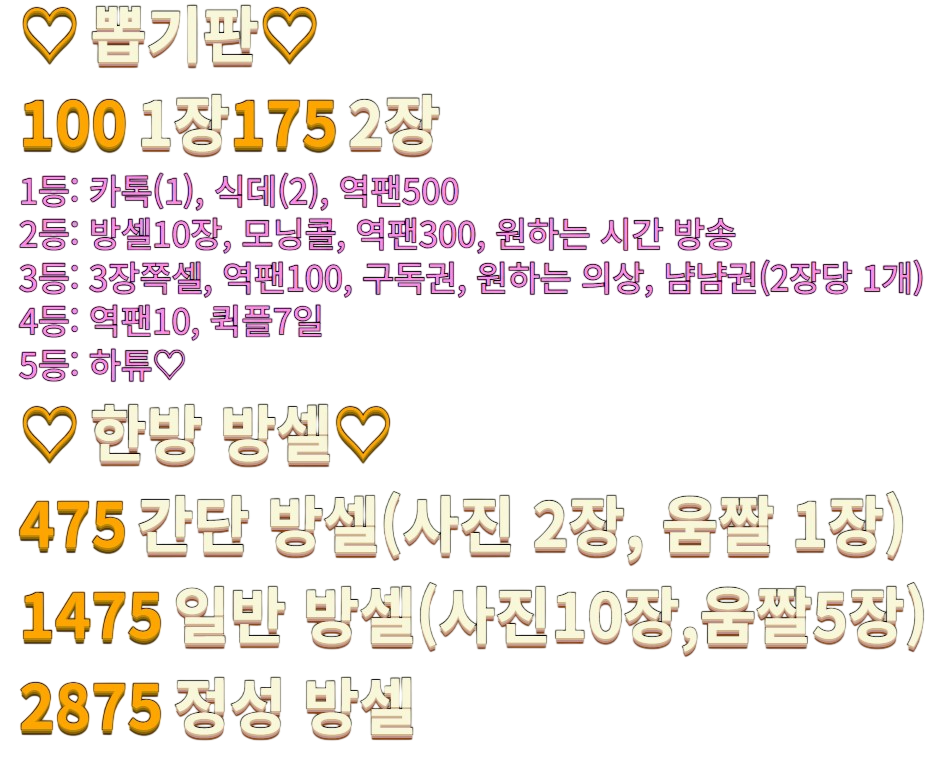 ♡ 뽑기판♡
100 1장175 2장
1등: 카톡(1), 식데(2), 역팬500
2등: 방셀10장, 모닝콜, 역팬300, 원하는 시간 방송
3등: 3장쪽셀, 역팬100, 구독권, 원하는 의상, 냠냠권(2장당 1개)
4등: 역팬10, 퀵플7일
5등: 하튜♡
♡ 한방 방셀♡
475 간단 방셀(사진 2장, 움짤 1장)
1475 일반 방셀(사진10장,움짤5장)
2875 정성 방셀